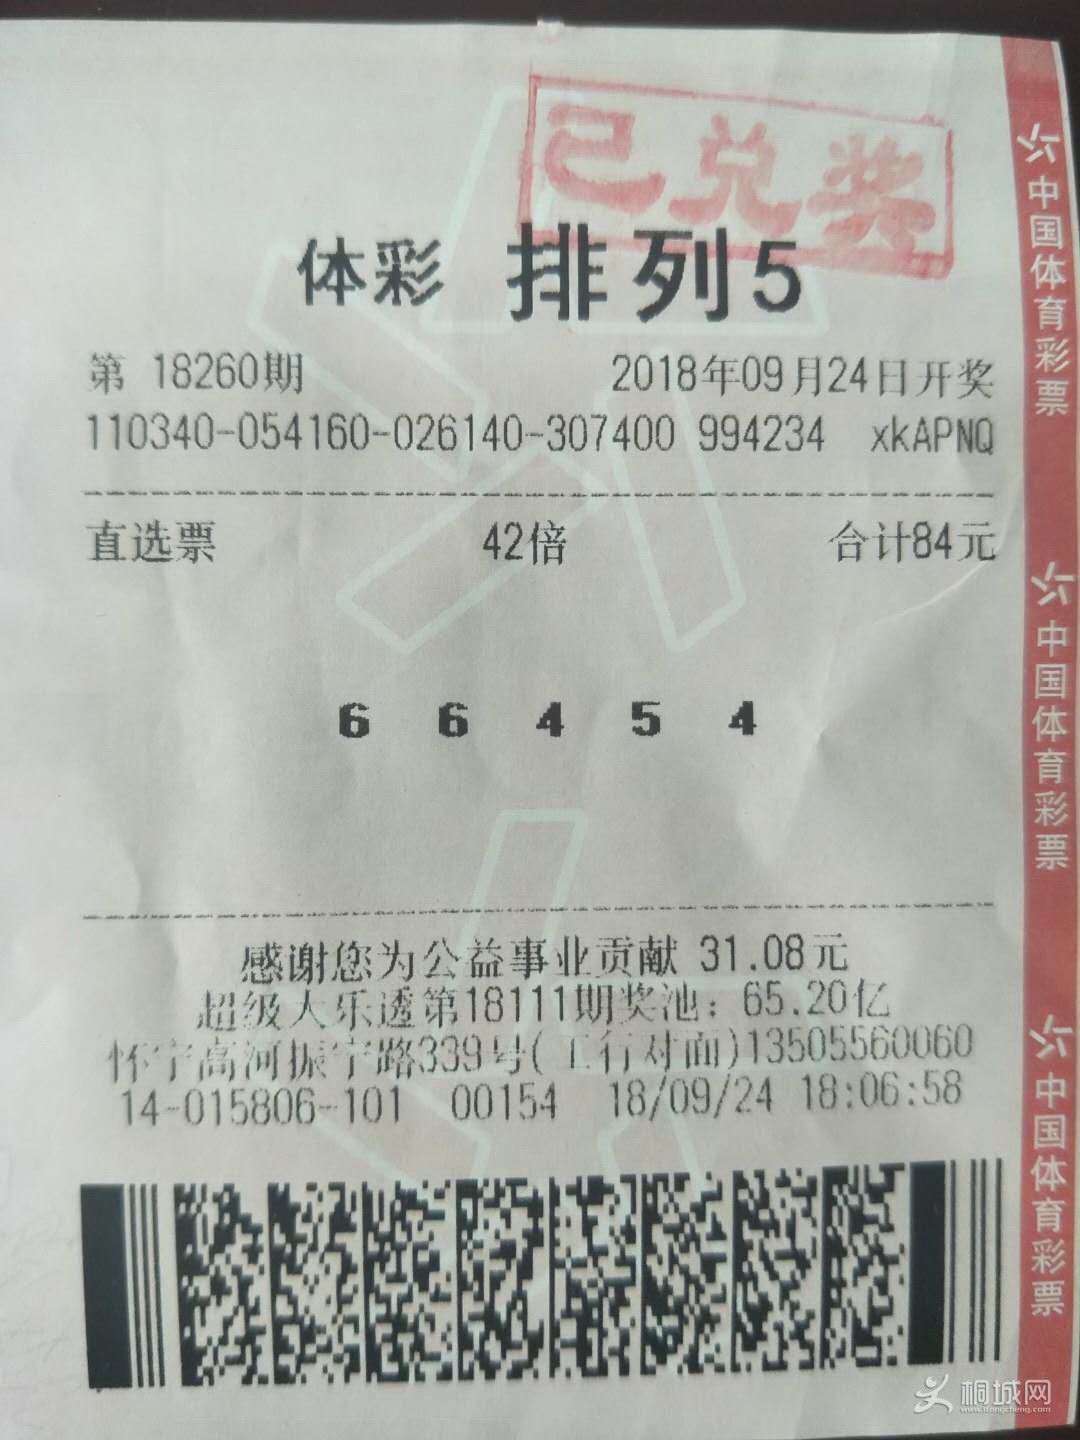 已兑奖
体彩 排列5
第 18260期 2018年09月24日开奖
110340-054160-026140-307400 994234 xkAPNQ
直选票 42倍 合计84元
6 6 4 5 4
感谢您为公益事业贡献 31.08元
超级大乐透第18111期奖池：65.20亿
怀宁高河振宁路339号(工行对面)13505560060
14-015806-101 00154 18/09/24 18:06:58
中国体育彩票
中国体育彩票
中国体育彩票
桐城网
www.itongcheng.com